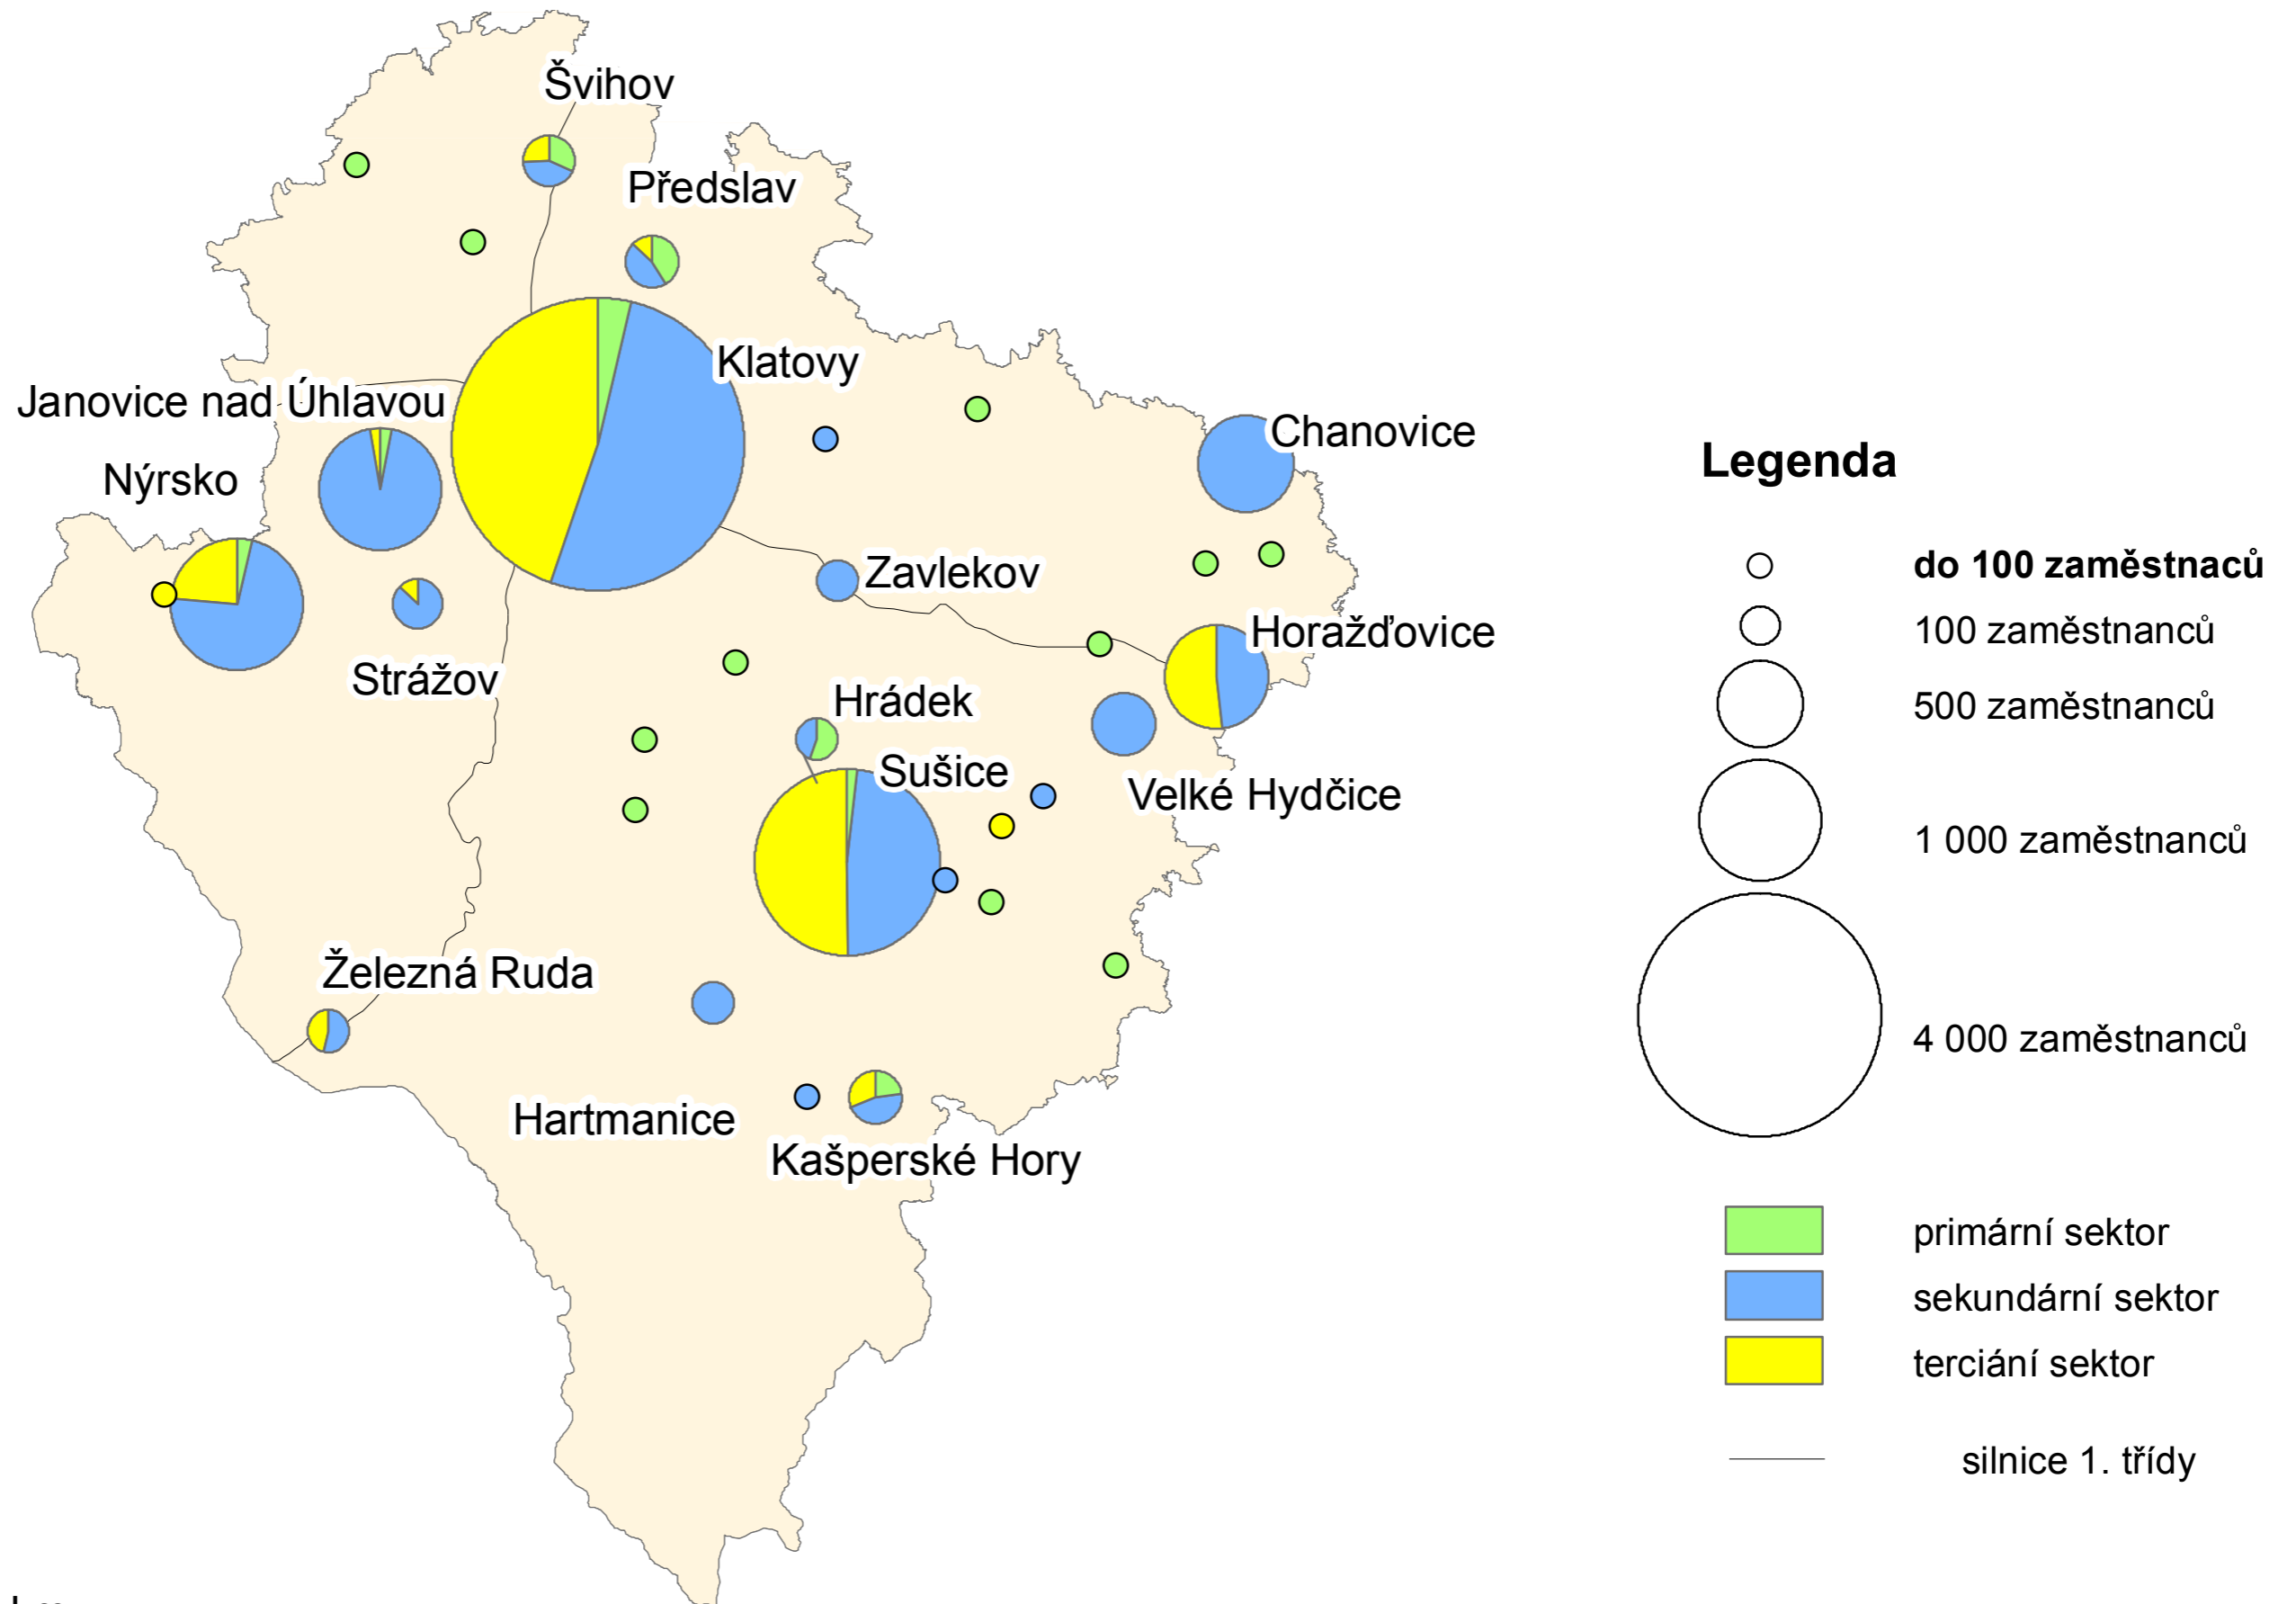 Švihov
Předslav
Klatovy
Janovice nad Úhlavou
Nýrsko
Chanovice
Zavlekov
Horažďovice
Strážov
Hrádek
Sušice
Velké Hydčice
Železná Ruda
Hartmanice
Kašperské Hory
Legenda
do 100 zaměstnaců
100 zaměstnanců
500 zaměstnanců
1 000 zaměstnanců
4 000 zaměstnanců
primární sektor
sekundární sektor
terciání sektor
silnice 1. třídy